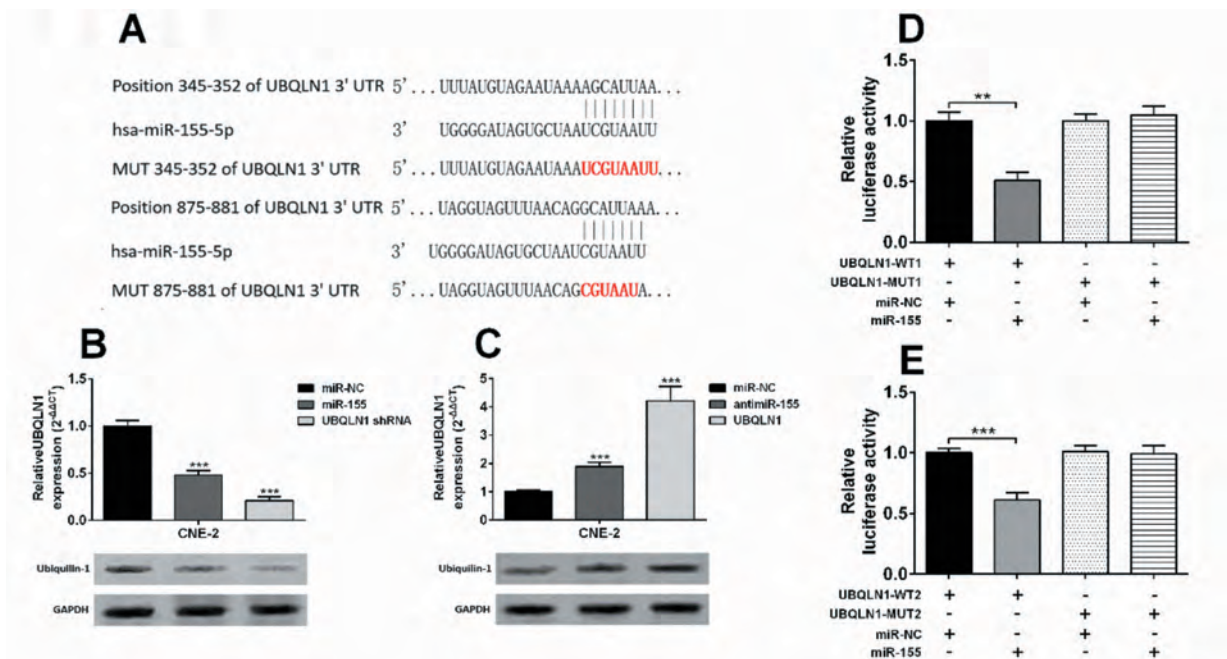 A
Position 345-352 of UBQLN1 3' UTR 5'...UUUAUGUAGAAUAAAAGCAUUAA...
hsa-miR-155-5p 3' UGGGGAUAGUGCUAAUCGUAAUU
MUT 345-352 of UBQLN1 3' UTR 5'...UUUAUGUAGAAUAAAUCGUAAUU...
Position 875-881 of UBQLN1 3' UTR 5'...UAGGUAGUUUAACAGGCAUUAAA...
hsa-miR-155-5p 3' UGGGGAUAGUGCUAAUCGUAAUU
MUT 875-881 of UBQLN1 3' UTR 5'...UAGGUAGUUUAACAGCGUAAUA...
B
RelativeUBQLN1
expression (2-ΔΔCT)
1.5
1.0
0.5
0.0
***
***
CNE-2
miR-NC
miR-155
UBQLN1 shRNA
Ubiquilin-1
GAPDH
C
RelativeUBQLN1
expression (2-ΔΔCT)
5
4
3
2
1
0
***
***
CNE-2
miR-NC
antimiR-155
UBQLN1
Ubiquilin-1
GAPDH
D
Relative
luciferase activity
1.5
1.0
0.5
0.0
**
UBQLN1-WT1 + + - -
UBQLN1-MUT1 - - + +
miR-NC + - + -
miR-155 - + - +
E
Relative
luciferase activity
1.5
1.0
0.5
0.0
***
UBQLN1-WT2 + + - -
UBQLN1-MUT2 - - + +
miR-NC + - + -
miR-155 - + - +